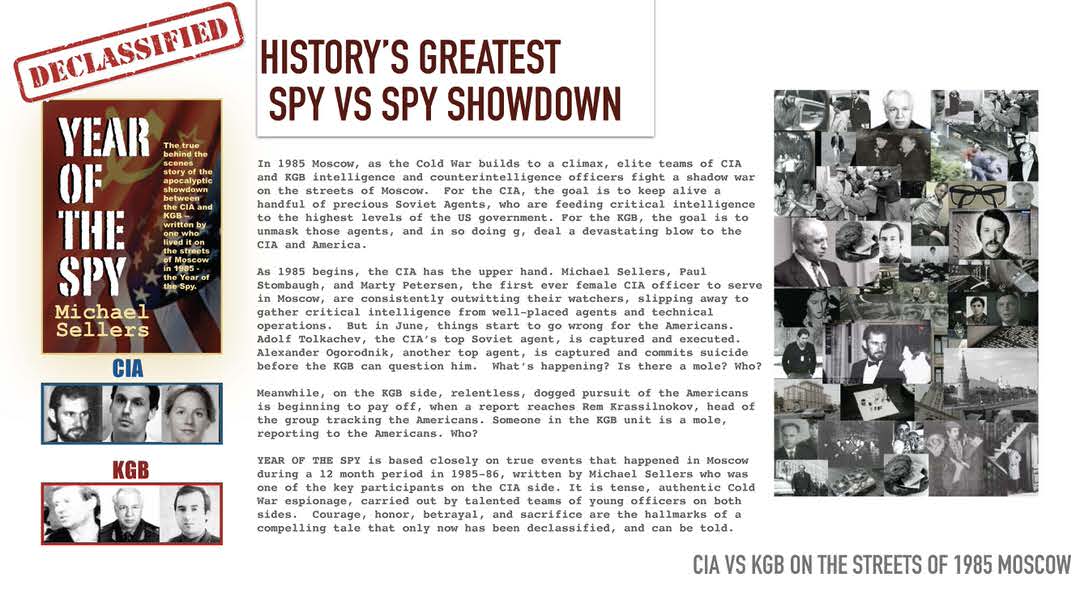 DECLASSIFIED
HISTORY'S GREATEST
SPY VS SPY SHOWDOWN
YEAR
OF
THE
SPY
The true
behind the
scenes
story of the
apocalyptic
showdown
between
the CIA and
KGB –
written by
one who
lived it on
the streets
of Moscow
in 1985 -
the Year of
the Spy.
Michael
Sellers
CIA
KGB
In 1985 Moscow, as the Cold War builds to a climax, elite teams of CIA
and KGB intelligence and counterintelligence officers fight a shadow war
on the streets of Moscow.  For the CIA, the goal is to keep alive a
handful of precious Soviet Agents, who are feeding critical intelligence
to the highest levels of the US government. For the KGB, the goal is to
unmask those agents, and in so doing g, deal a devastating blow to the
CIA and America.
As 1985 begins, the CIA has the upper hand. Michael Sellers, Paul
Stombaugh, and Marty Petersen, the first ever female CIA officer to serve
in Moscow, are consistently outwitting their watchers, slipping away to
gather critical intelligence from well-placed agents and technical
operations.  But in June, things start to go wrong for the Americans.
Adolf Tolkachev, the CIA's top Soviet agent, is captured and executed.
Alexander Ogorodnik, another top agent, is captured and commits suicide
before the KGB can question him.  What's happening? Is there a mole? Who?
Meanwhile, on the KGB side, relentless, dogged pursuit of the Americans
is beginning to pay off, when a report reaches Rem Krassilnokov, head of
the group tracking the Americans. Someone in the KGB unit is a mole,
reporting to the Americans. Who?
YEAR OF THE SPY is based closely on true events that happened in Moscow
during a 12 month period in 1985-86, written by Michael Sellers who was
one of the key participants on the CIA side. It is tense, authentic Cold
War espionage, carried out by talented teams of young officers on both
sides.  Courage, honor, betrayal, and sacrifice are the hallmarks of a
compelling tale that only now has been declassified, and can be told.
CIA VS KGB ON THE STREETS OF 1985 MOSCOW